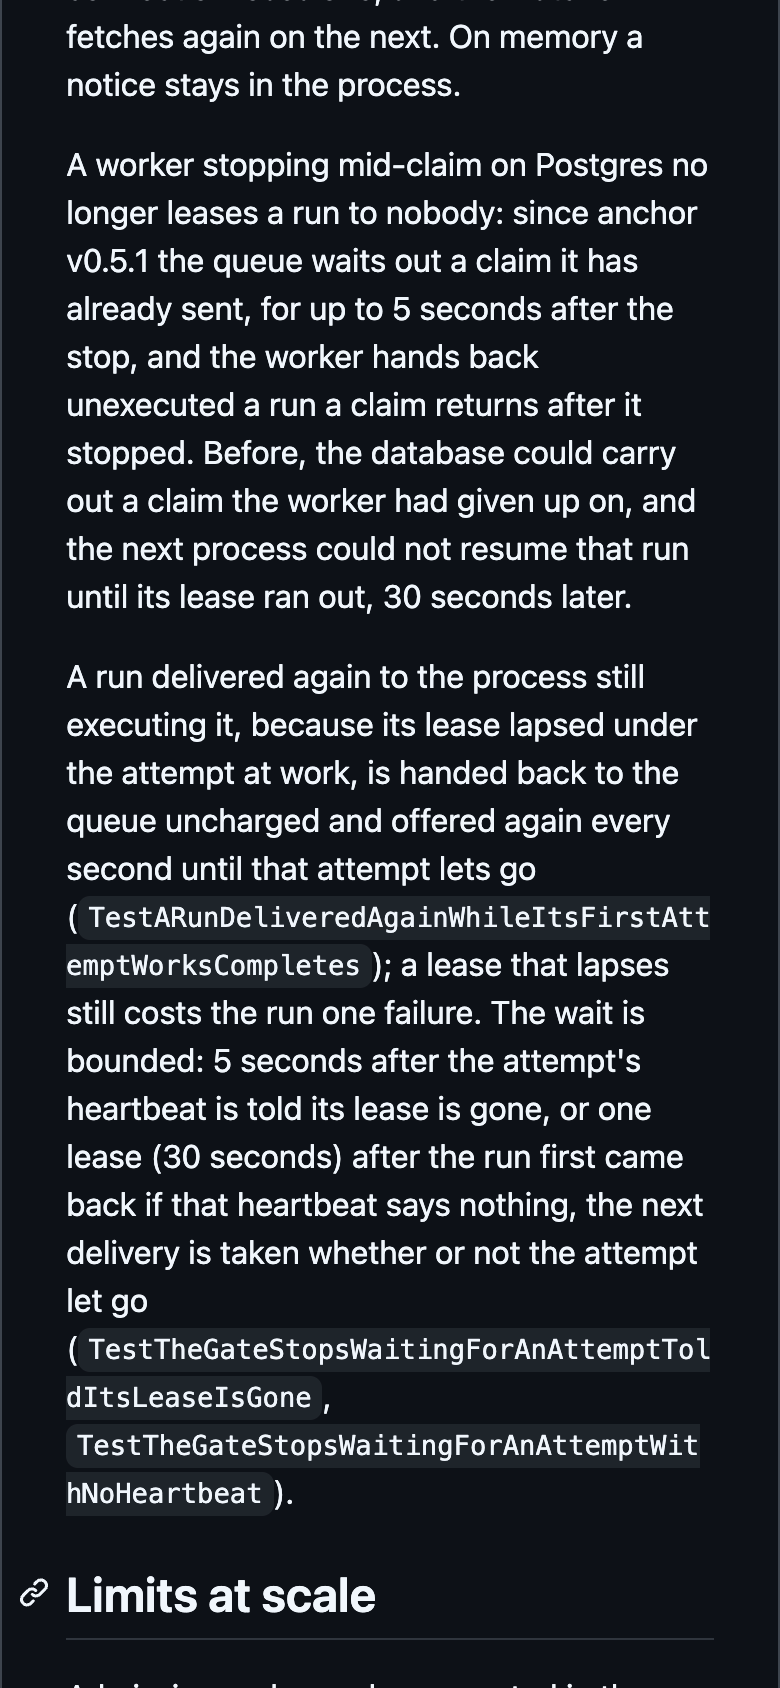 fetches again on the next. On memory a
notice stays in the process.
A worker stopping mid-claim on Postgres no
longer leases a run to nobody: since anchor
v0.5.1 the queue waits out a claim it has
already sent, for up to 5 seconds after the
stop, and the worker hands back
unexecuted a run a claim returns after it
stopped. Before, the database could carry
out a claim the worker had given up on, and
the next process could not resume that run
until its lease ran out, 30 seconds later.
A run delivered again to the process still
executing it, because its lease lapsed under
the attempt at work, is handed back to the
queue uncharged and offered again every
second until that attempt lets go
(TestARunDeliveredAgainWhileItsFirstAtt
emptWorksCompletes); a lease that lapses
still costs the run one failure. The wait is
bounded: 5 seconds after the attempt's
heartbeat is told its lease is gone, or one
lease (30 seconds) after the run first came
back if that heartbeat says nothing, the next
delivery is taken whether or not the attempt
let go
(TestTheGateStopsWaitingForAnAttemptTol
dItsLeaseIsGone,
TestTheGateStopsWaitingForAnAttemptWit
hNoHeartbeat).
Limits at scale